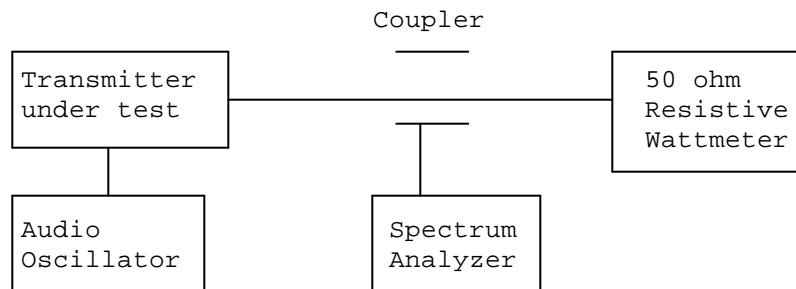 Coupler
Transmitter
under test
50 ohm
Resistive
Wattmeter
Audio
Oscillator
Spectrum
Analyzer